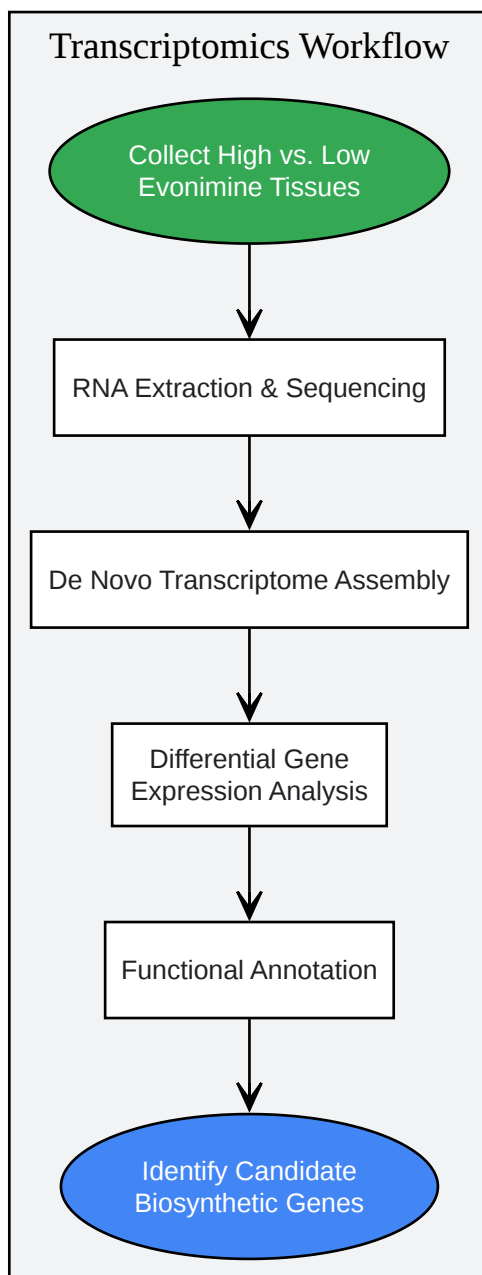 Transcriptomics Workflow
Collect High vs. Low
Evonimine Tissues
RNA Extraction & Sequencing
De Novo Transcriptome Assembly
Differential Gene
Expression Analysis
Functional Annotation
Identify Candidate
Biosynthetic Genes